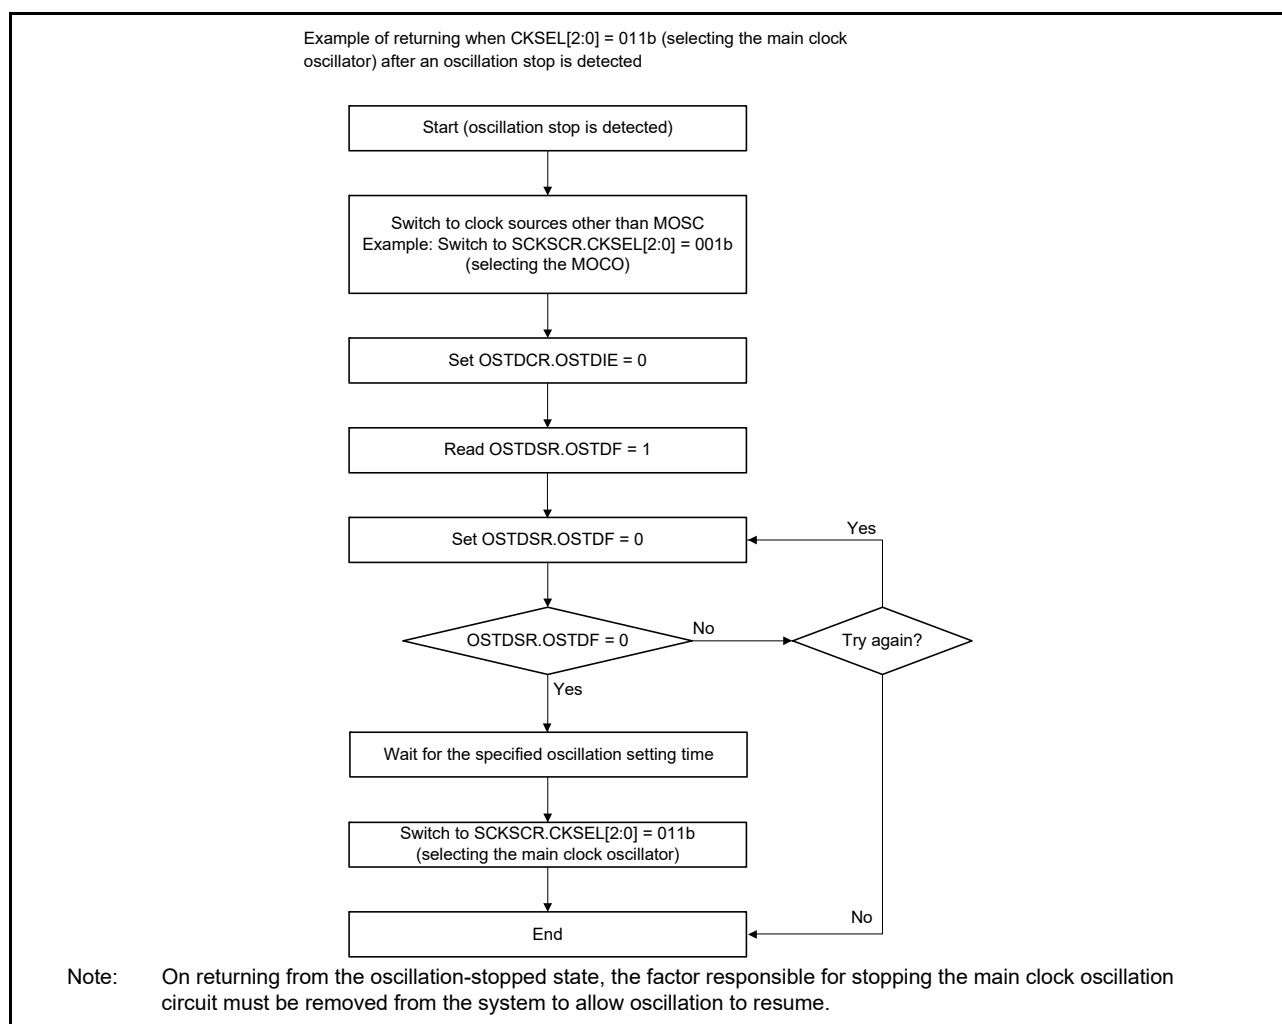 Example of returning when CKSEL[2:0] = 011b (selecting the main clock
oscillator) after an oscillation stop is detected
Start (oscillation stop is detected)
Switch to clock sources other than MOSC
Example: Switch to SCKSCR.CKSEL[2:0] = 001b
(selecting the MOCO)
Set OSTDCR.OSTDIE = 0
Read OSTDSR.OSTDF = 1
Set OSTDSR.OSTDF = 0
Yes
OSTDSR.OSTDF = 0
No
Try again?
Yes
Wait for the specified oscillation setting time
Switch to SCKSCR.CKSEL[2:0] = 011b
(selecting the main clock oscillator)
No
End
Note: On returning from the oscillation-stopped state, the factor responsible for stopping the main clock oscillation
circuit must be removed from the system to allow oscillation to resume.